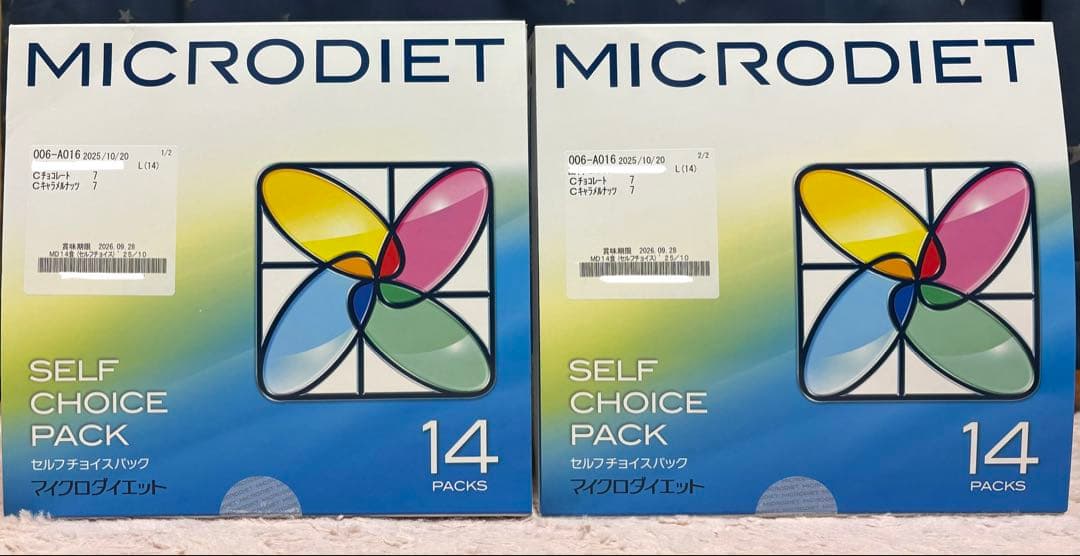 MICRODIET
006-A016 2025/10/20 1/2
L(14)
Cチョコレート 7
Cキャラメルナッツ 7
賞味期限 2026.09.28
MD14食(セルフチョイス)'25/10
SELF
CHOICE
PACK
セルフチョイスパック
マイクロダイエット
14
PACKS
MICRODIET
006-A016 2025/10/20 2/2
L(14)
Cチョコレート 7
Cキャラメルナッツ 7
賞味期限 2026.09.28
MD14食(セルフチョイス)'25/10
SELF
CHOICE
PACK
セルフチョイスパック
マイクロダイエット
14
PACKS